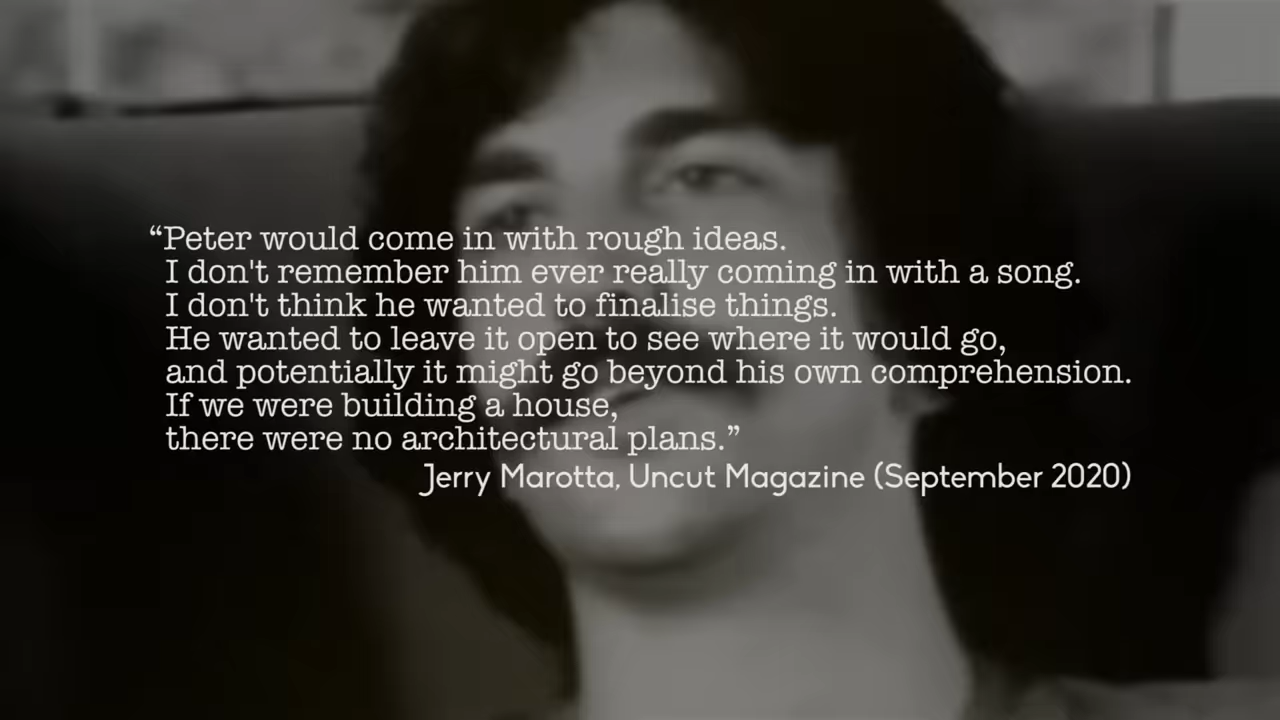 “Peter would come in with rough ideas.
I don't remember him ever really coming in with a song.
I don't think he wanted to finalise things.
He wanted to leave it open to see where it would go,
and potentially it might go beyond his own comprehension.
If we were building a house,
there were no architectural plans.”
Jerry Marotta, Uncut Magazine (September 2020)